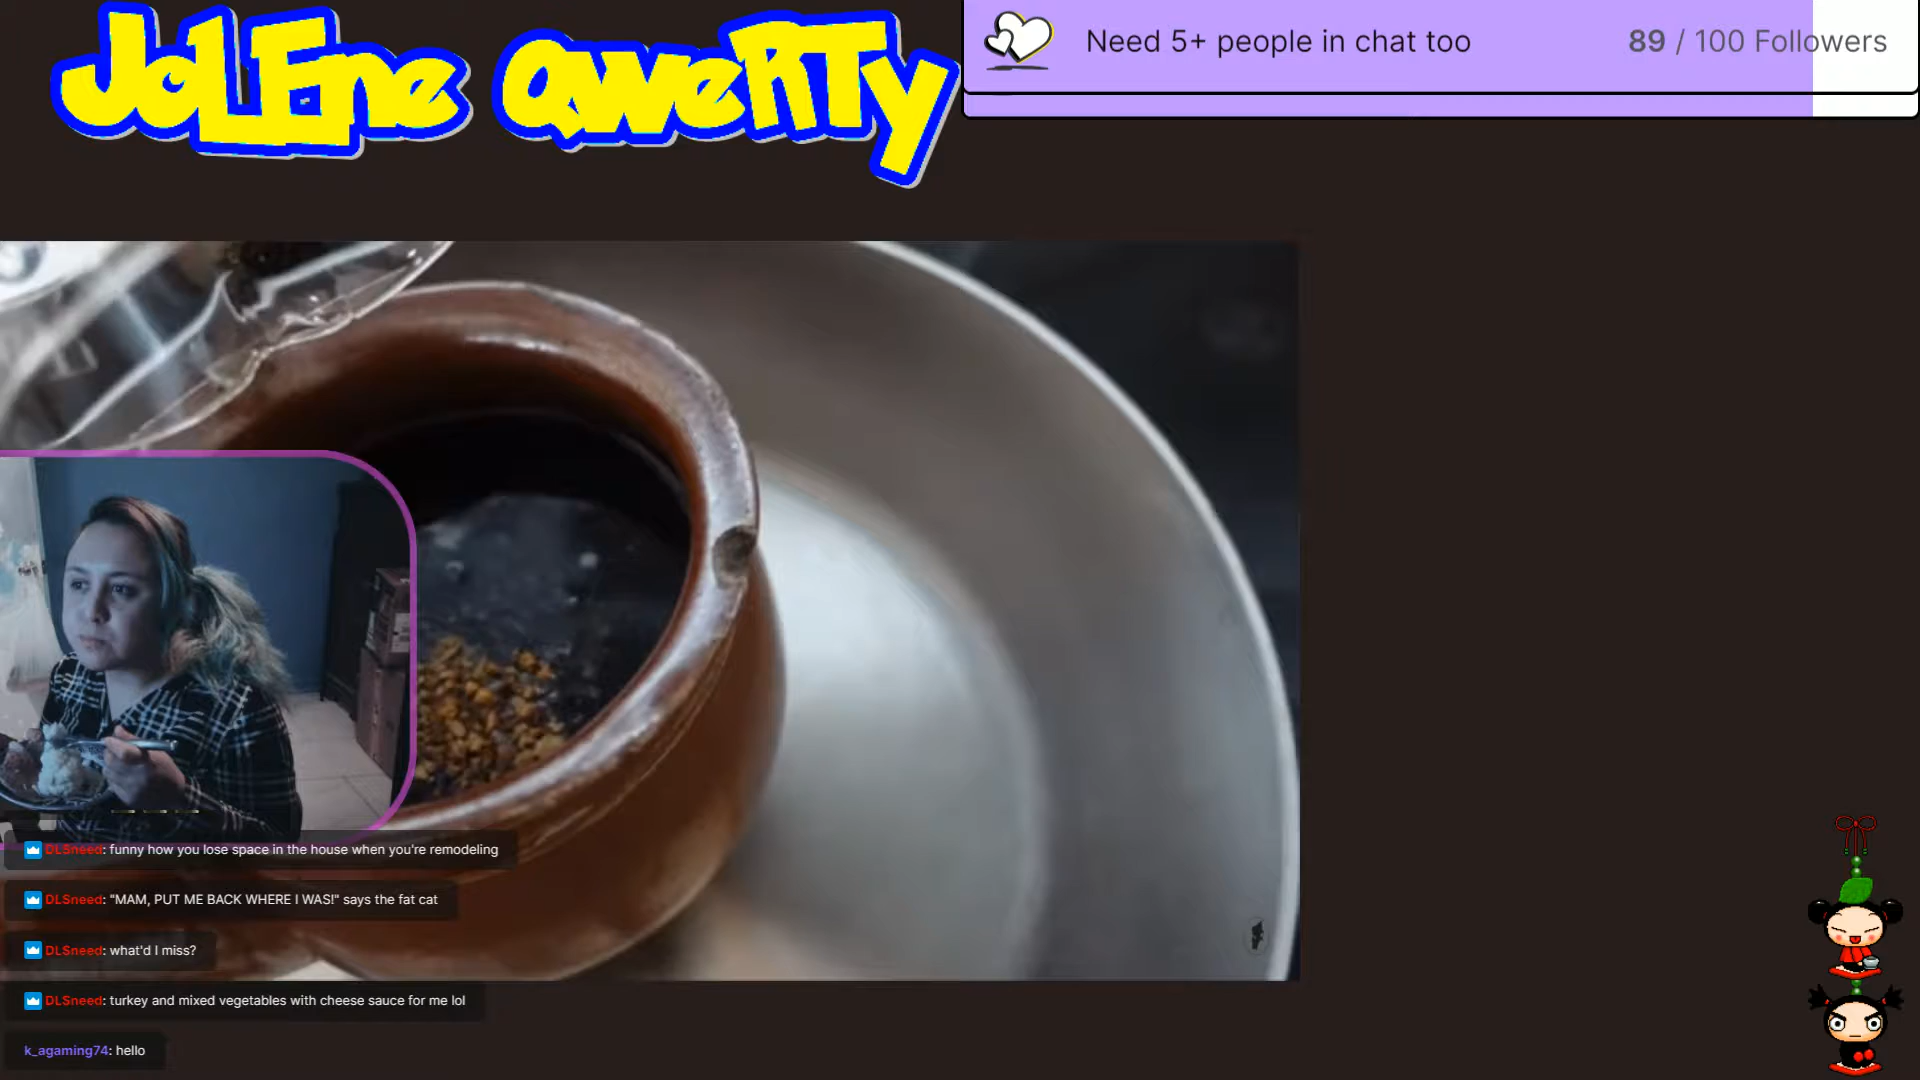 JoLEne QweRTy
Need 5+ people in chat too
89 / 100 Followers
DLSneed: funny how you lose space in the house when you're remodeling
DLSneed: "MAM, PUT ME BACK WHERE I WAS!" says the fat cat
DLSneed: what'd I miss?
DLSneed: turkey and mixed vegetables with cheese sauce for me lol
k_agaming74: hello